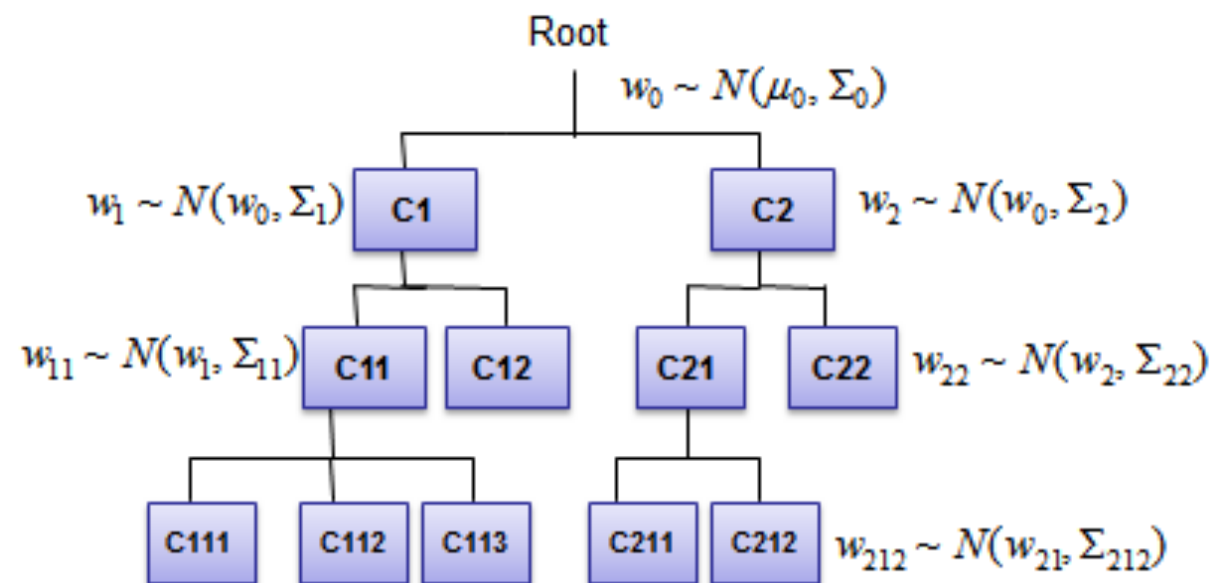 Root
w₀ ~ N(μ₀, Σ₀)
w₁ ~ N(w₀, Σ₁) C1 C2 w₂ ~ N(w₀, Σ₂)
w₁₁ ~ N(w₁, Σ₁₁) C11 C12 C21 C22 w₂₂ ~ N(w₂, Σ₂₂)
C111 C112 C113 C211 C212 w₂₁₂ ~ N(w₂₁, Σ₂₁₂)